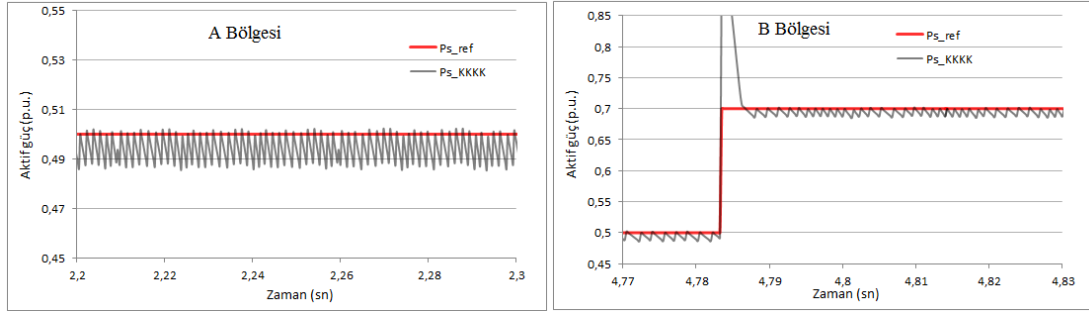 A Bölgesi
Ps_ref
Ps_KKKK
Aktif güç (p.u.)
0,55
0,53
0,51
0,49
0,47
0,45
2,2
2,22
2,24
2,26
2,28
2,3
Zaman (sn)
B Bölgesi
Ps_ref
Ps_KKKK
Aktif güç (p.u.)
0,85
0,8
0,75
0,7
0,65
0,6
0,55
0,5
0,45
4,77
4,78
4,79
4,8
4,81
4,82
4,83
Zaman (sn)